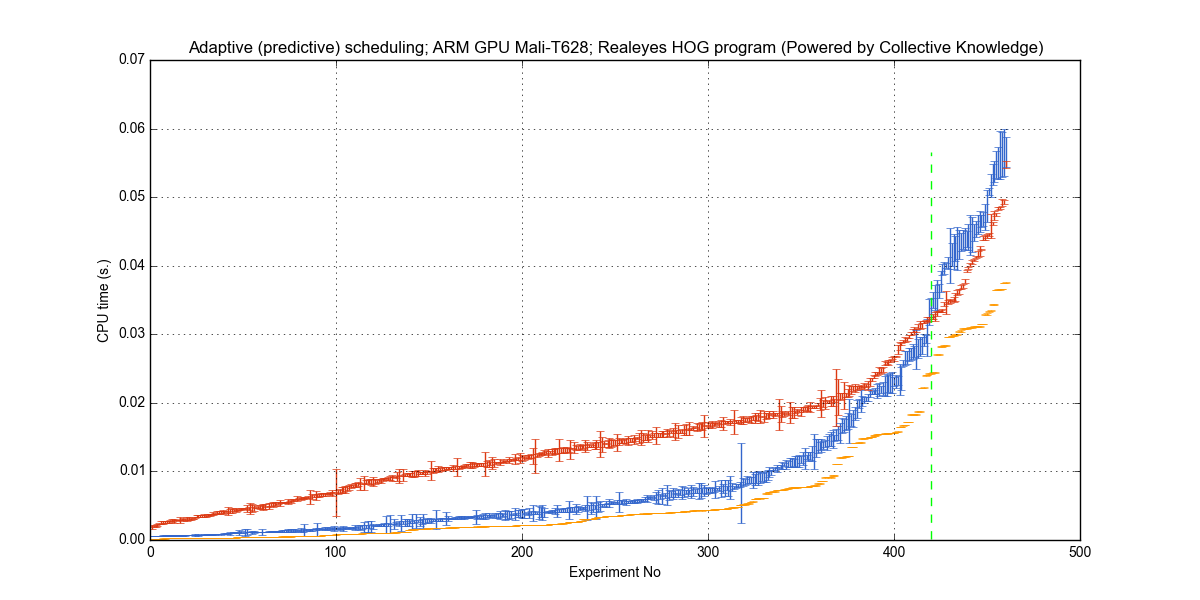 Adaptive (predictive) scheduling; ARM GPU Mali-T628; Realeyes HOG program (Powered by Collective Knowledge)
0.07
0.06
0.05
0.04
0.03
0.02
0.01
0.00
CPU time (s.)
0 100 200 300 400 500
Experiment No